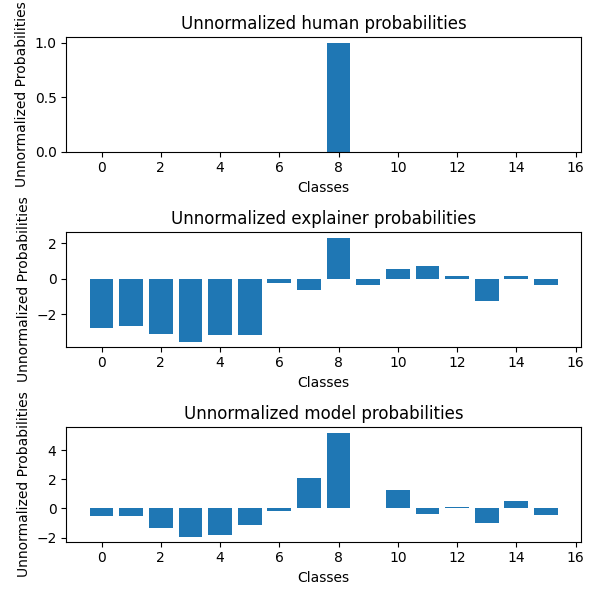 Unnormalized human probabilities
Unnormalized Probabilities
1.0
0.5
0.0
0 2 4 6 8 10 12 14 16
Classes
Unnormalized explainer probabilities
Unnormalized Probabilities
2
0
−2
0 2 4 6 8 10 12 14 16
Classes
Unnormalized model probabilities
Unnormalized Probabilities
4
2
0
−2
0 2 4 6 8 10 12 14 16
Classes